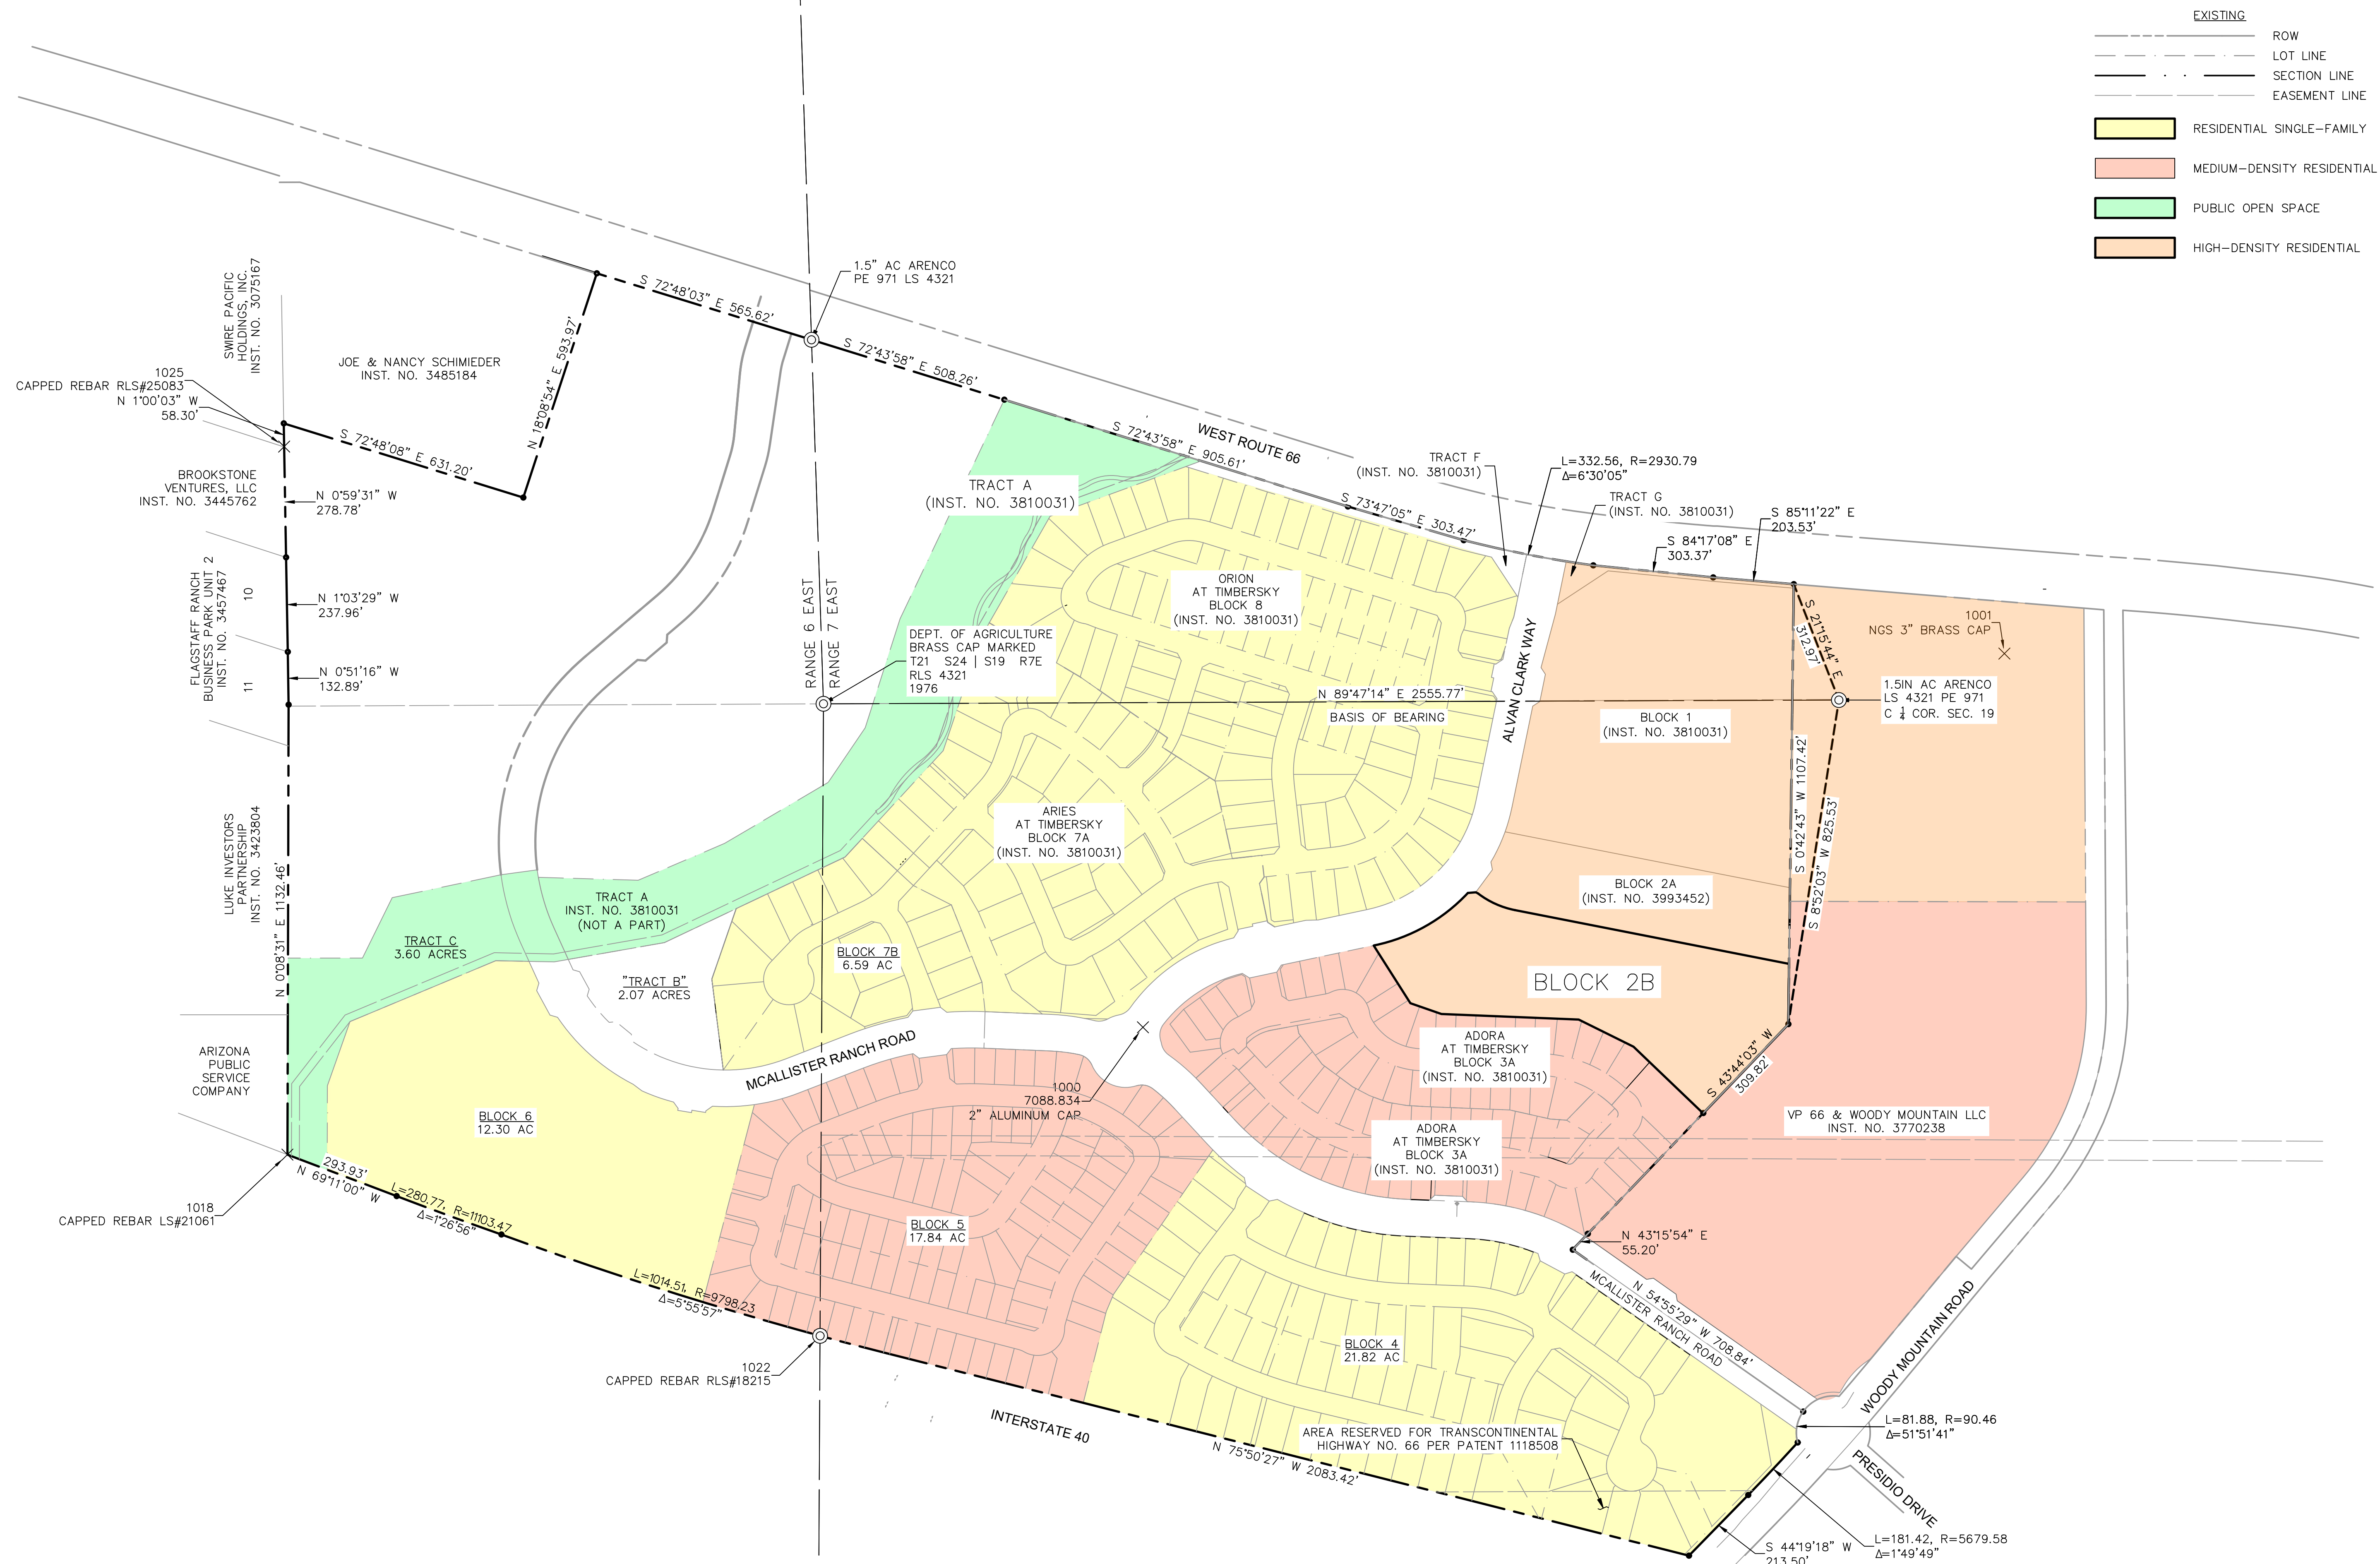 EXISTING
ROW
LOT LINE
SECTION LINE
EASEMENT LINE
RESIDENTIAL SINGLE-FAMILY
MEDIUM-DENSITY RESIDENTIAL
PUBLIC OPEN SPACE
HIGH-DENSITY RESIDENTIAL
SWIRE PACIFIC
HOLDINGS, INC.
INST. NO. 3075167
1025
CAPPED REBAR RLS#25083
N 1°00'03" W
58.30'
JOE & NANCY SCHIMIEDER
INST. NO. 3485184
S 72°48'08" E 631.20'
N 18°08'54" E 593.97'
S 72°48'03" E 565.62'
1.5" AC ARENCO
PE 971 LS 4321
S 72°43'58" E 508.26'
BROOKSTONE
VENTURES, LLC
INST. NO. 3445762
N 0°59'31" W
278.78'
FLAGSTAFF RANCH
BUSINESS PARK UNIT 2
INST. NO. 3457467
10
11
N 1°03'29" W
237.96'
N 0°51'16" W
132.89'
LUKE INVESTORS
PARTNERSHIP
INST. NO. 3423804
N 0°08'31" E 1132.46'
ARIZONA
PUBLIC
SERVICE
COMPANY
1018
CAPPED REBAR LS#21061
293.93'
N 69°11'00" W
L=280.77, R=11103.47
Δ=1°26'56"
L=1014.51, R=9798.23
Δ=5°55'57"
1022
CAPPED REBAR RLS#18215
RANGE 6 EAST
RANGE 7 EAST
DEPT. OF AGRICULTURE
BRASS CAP MARKED
T21 S24 | S19 R7E
RLS 4321
1976
TRACT A
(INST. NO. 3810031)
S 72°43'58" E
905.61'
WEST ROUTE 66
S 73°47'05" E 303.47'
TRACT F
(INST. NO. 3810031)
L=332.56, R=2930.79
Δ=6°30'05"
TRACT G
(INST. NO. 3810031)
S 84°17'08" E
303.37'
S 85°11'22" E
203.53'
S 21°15'44" E
312.97'
1001
NGS 3" BRASS CAP
1.5IN AC ARENCO
LS 4321 PE 971
C 1/4 COR. SEC. 19
ORION
AT TIMBERSKY
BLOCK 8
(INST. NO. 3810031)
N 89°47'14" E 2555.77'
BASIS OF BEARING
ALVAN CLARK WAY
BLOCK 1
(INST. NO. 3810031)
S 0°42'43" W 1107.42'
S 8°52'03" W 825.53'
ARIES
AT TIMBERSKY
BLOCK 7A
(INST. NO. 3810031)
BLOCK 2A
(INST. NO. 3993452)
BLOCK 2B
TRACT A
INST. NO. 3810031
(NOT A PART)
TRACT C
3.60 ACRES
"TRACT B"
2.07 ACRES
BLOCK 7B
6.59 AC
MCALLISTER RANCH ROAD
1000
7088.834
2" ALUMINUM CAP
BLOCK 6
12.30 AC
BLOCK 5
17.84 AC
ADORA
AT TIMBERSKY
BLOCK 3A
(INST. NO. 3810031)
ADORA
AT TIMBERSKY
BLOCK 3A
(INST. NO. 3810031)
S 43°44'03" W
309.82'
VP 66 & WOODY MOUNTAIN LLC
INST. NO. 3770238
N 43°15'54" E
55.20'
N 54°55'29" W 708.84'
MCALLISTER RANCH ROAD
BLOCK 4
21.82 AC
AREA RESERVED FOR TRANSCONTINENTAL
HIGHWAY NO. 66 PER PATENT 1118508
INTERSTATE 40
N 75°50'27" W 2083.42'
WOODY MOUNTAIN ROAD
L=81.88, R=90.46
Δ=51°51'41"
PRESIDIO DRIVE
L=181.42, R=5679.58
Δ=1°49'49"
S 44°19'18" W
213.50'